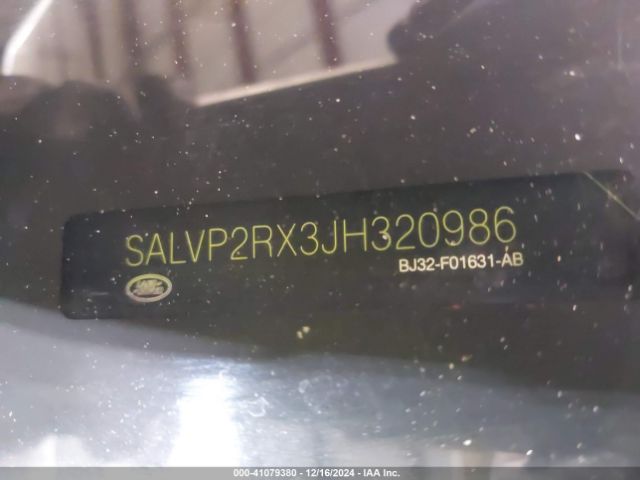 SALVP2RX3JH320986
BJ32-F01631-AB
000-41079380 - 12/16/2024 - IAA Inc.